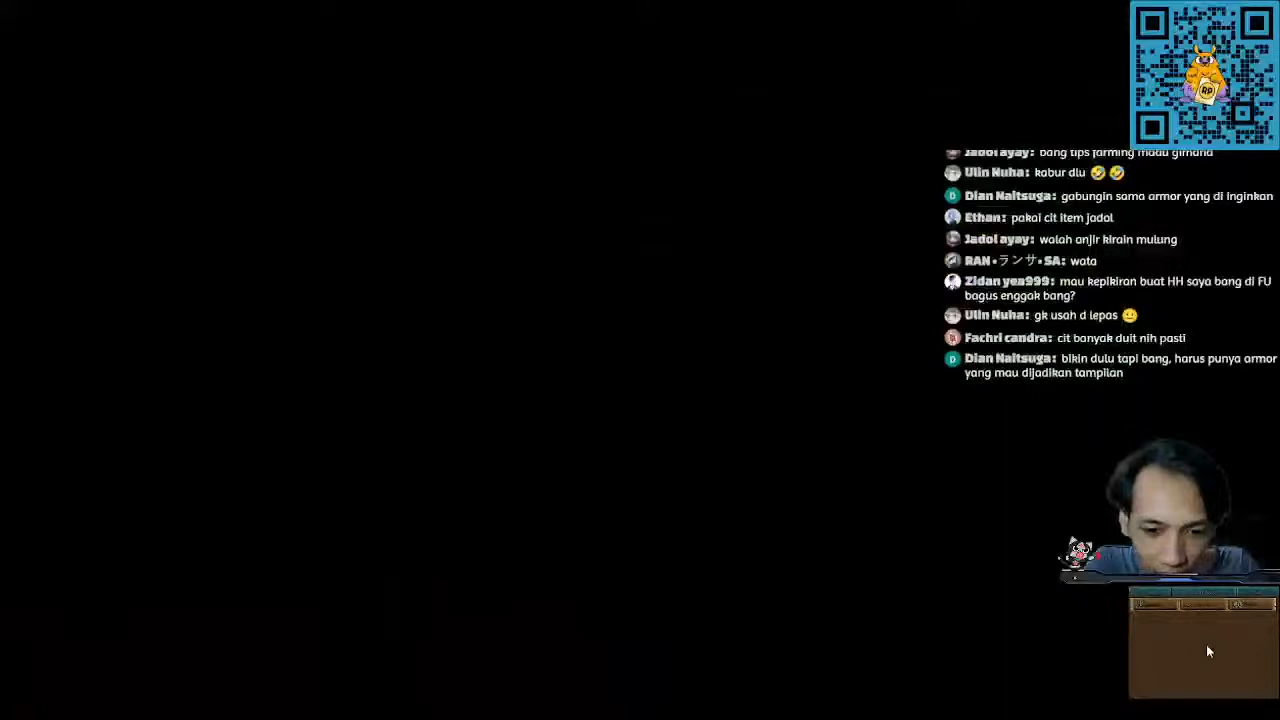 RP
Jadol ayay: bang tips farming madu gimana
Ulin Nuha: kabur dlu 🤣🤣
D Dian Naitsuga: gabungin sama armor yang di inginkan
Ethan: pakai cit item jadol
Jadol ayay: walah anjir kirain mulung
RAN•ランサ•SA: wata
Zidan yea999: mau kepikiran buat HH saya bang di FU
bagus enggak bang?
Ulin Nuha: gk usah d lepas 😐
Fachri candra: cit banyak duit nih pasti
D Dian Naitsuga: bikin dulu tapi bang, harus punya armor
yang mau dijadikan tampilan